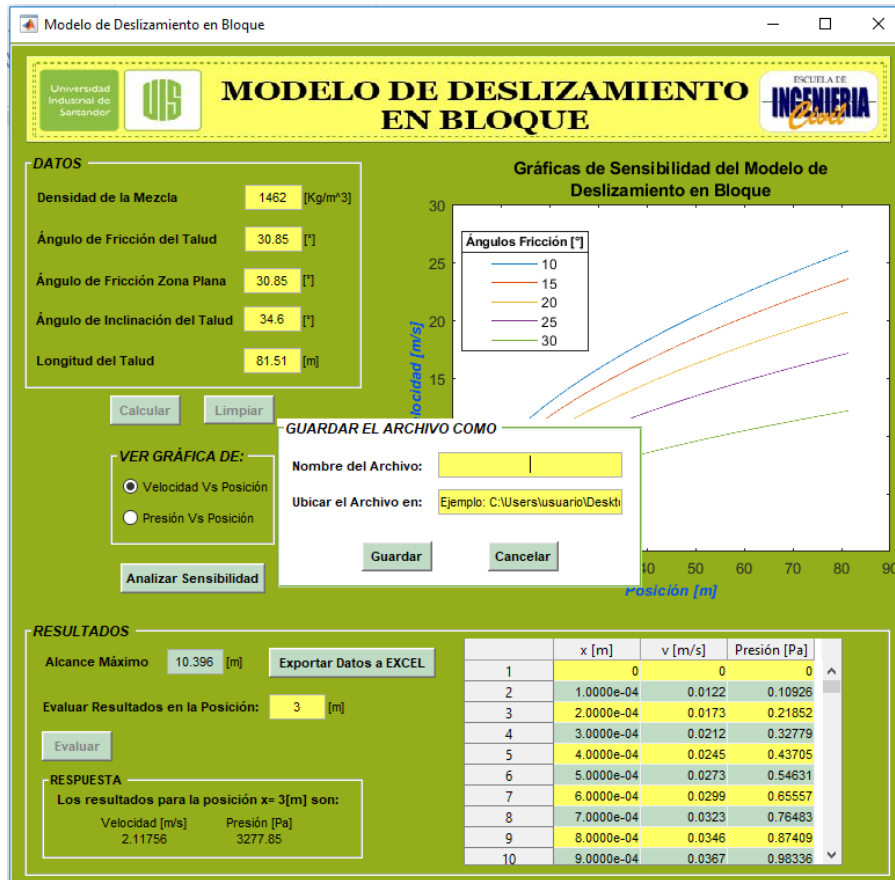 Modelo de Deslizamiento en Bloque
Universidad
Industrial de
Santander
UIS
MODELO DE DESLIZAMIENTO
EN BLOQUE
ESCUELA DE
INGENIERIA
Civil
DATOS
Densidad de la Mezcla 1462 [Kg/m^3]
Ángulo de Fricción del Talud 30.85 [°]
Ángulo de Fricción Zona Plana 30.85 [°]
Ángulo de Inclinación del Talud 34.6 [°]
Longitud del Talud 81.51 [m]
Calcular Limpiar
VER GRÁFICA DE:
Velocidad Vs Posición
Presión Vs Posición
Analizar Sensibilidad
Gráficas de Sensibilidad del Modelo de
Deslizamiento en Bloque
30
25
20
15
locidad [m/s]
Ángulos Fricción [°]
10
15
20
25
30
40 50 60 70 80 90
Posición [m]
GUARDAR EL ARCHIVO COMO
Nombre del Archivo:
Ubicar el Archivo en: Ejemplo: C:\Users\usuario\Deskt
Guardar Cancelar
RESULTADOS
Alcance Máximo 10.396 [m] Exportar Datos a EXCEL
Evaluar Resultados en la Posición: 3 [m]
Evaluar
RESPUESTA
Los resultados para la posición x= 3[m] son:
Velocidad [m/s] Presión [Pa]
2.11756 3277.85
x [m] v [m/s] Presión [Pa]
1 0 0 0
2 1.0000e-04 0.0122 0.10926
3 2.0000e-04 0.0173 0.21852
4 3.0000e-04 0.0212 0.32779
5 4.0000e-04 0.0245 0.43705
6 5.0000e-04 0.0273 0.54631
7 6.0000e-04 0.0299 0.65557
8 7.0000e-04 0.0323 0.76483
9 8.0000e-04 0.0346 0.87409
10 9.0000e-04 0.0367 0.98336